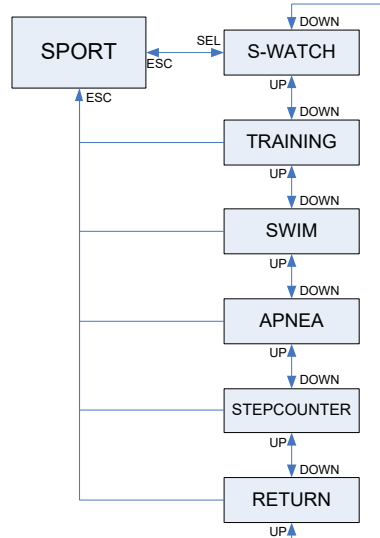 DOWN
SPORT
SEL
ESC
S-WATCH
ESC
UP
DOWN
TRAINING
UP
DOWN
SWIM
UP
DOWN
APNEA
UP
DOWN
STEPCOUNTER
UP
DOWN
RETURN
UP